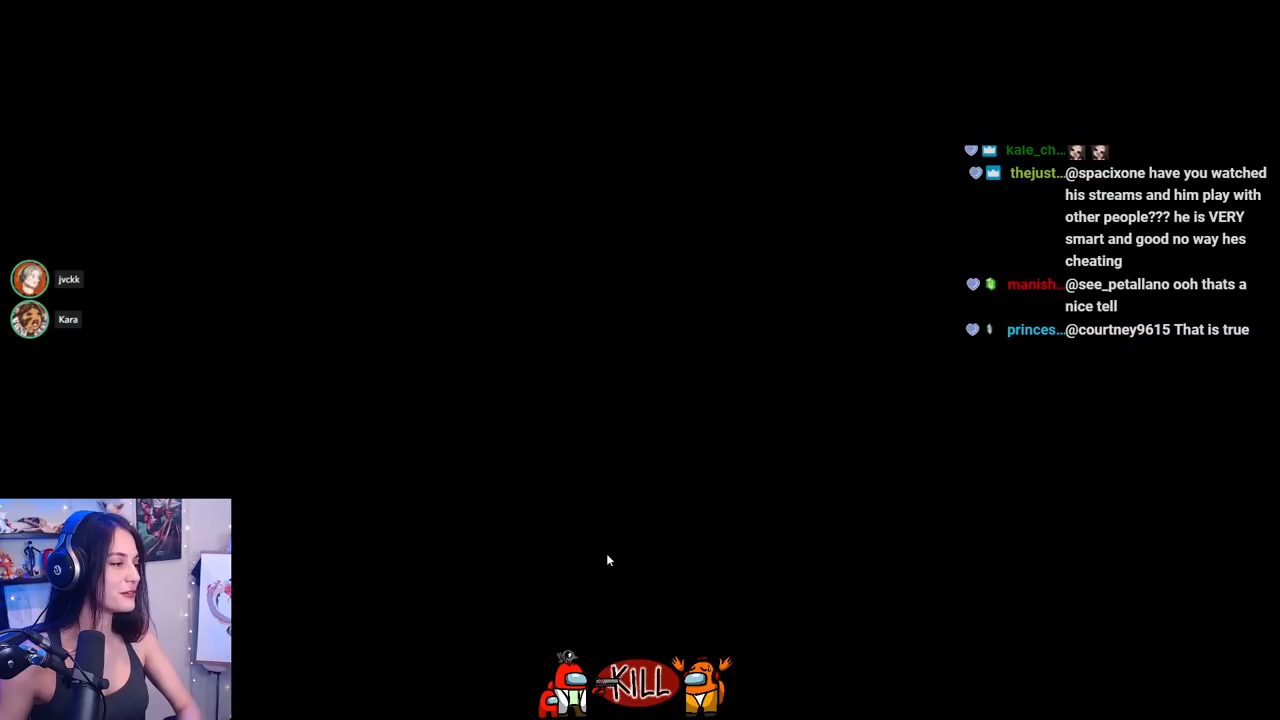 kale_ch...
thejust... @spacixone have you watched
his streams and him play with
other people??? he is VERY
smart and good no way hes
cheating
manish... @see_petallano ooh thats a
nice tell
princes... @courtney9615 That is true
jvckk
Kara
KILL